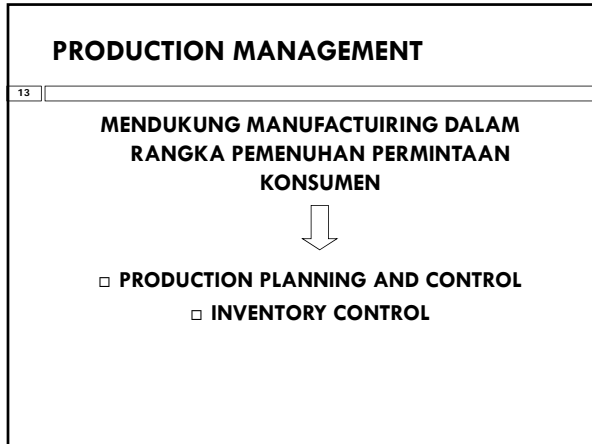 PRODUCTION MANAGEMENT
13
MENDUKUNG MANUFACTUIRING DALAM
RANGKA PEMENUHAN PERMINTAAN
KONSUMEN
□ PRODUCTION PLANNING AND CONTROL
□ INVENTORY CONTROL